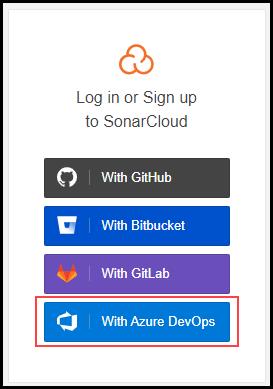 Log in or Sign up
to SonarCloud
With GitHub
With Bitbucket
With GitLab
With Azure DevOps